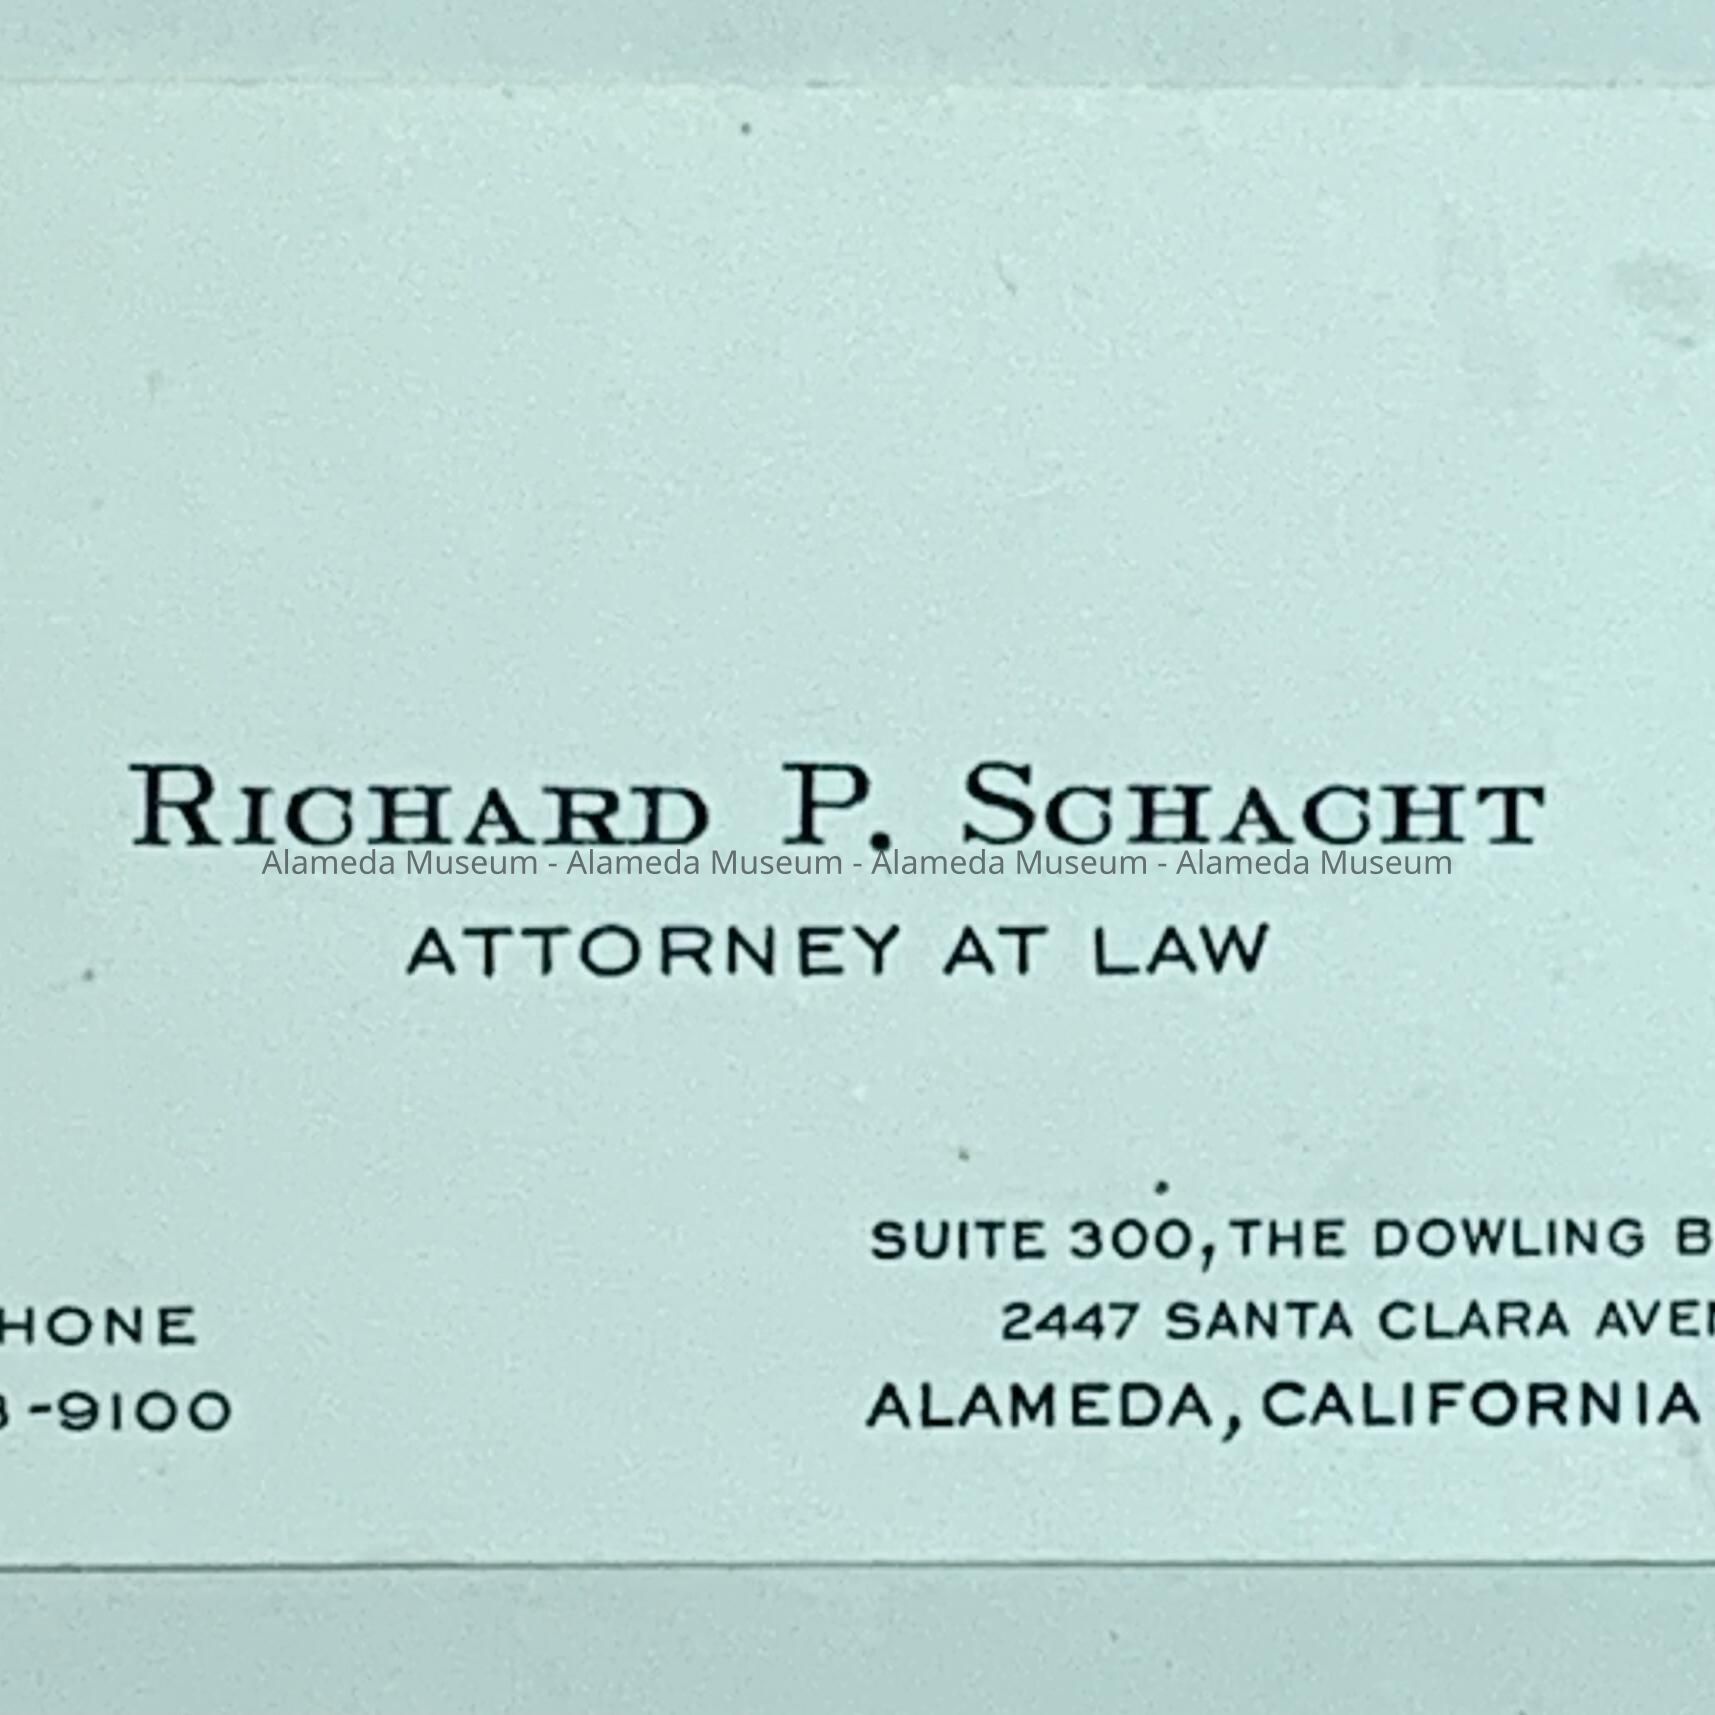 RICHARD P. SCHACHT
Alameda Museum - Alameda Museum - Alameda Museum - Alameda Museum
ATTORNEY AT LAW
SUITE 300, THE DOWLING
2447 SANTA CLARA
ALAMEDA, CALIFORNIA
-9100